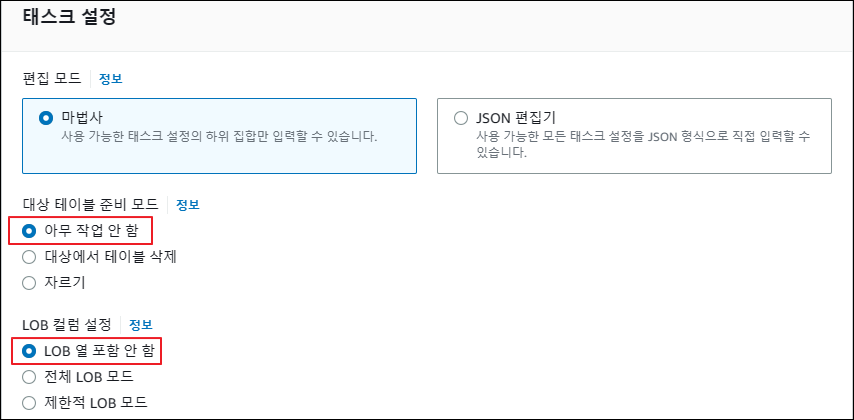 태스크 설정
편집 모드 정보
마법사
사용 가능한 태스크 설정의 하위 집합만 입력할 수 있습니다.
JSON 편집기
사용 가능한 모든 태스크 설정을 JSON 형식으로 직접 입력할 수
있습니다.
대상 테이블 준비 모드 정보
아무 작업 안 함
대상에서 테이블 삭제
자르기
LOB 컬럼 설정 정보
LOB 열 포함 안 함
전체 LOB 모드
제한적 LOB 모드